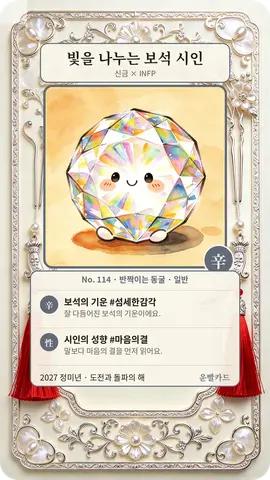 빛을 나누는 보석 시인
신금 × INFP
辛
No. 114 · 반짝이는 동굴 · 일반
辛
보석의 기운 #섬세한감각
잘 다듬어진 보석의 기운이에요.
性
시인의 성향 #마음의결
말보다 마음의 결을 먼저 읽어요.
2027 정미년 · 도전과 돌파의 해
운빨카드